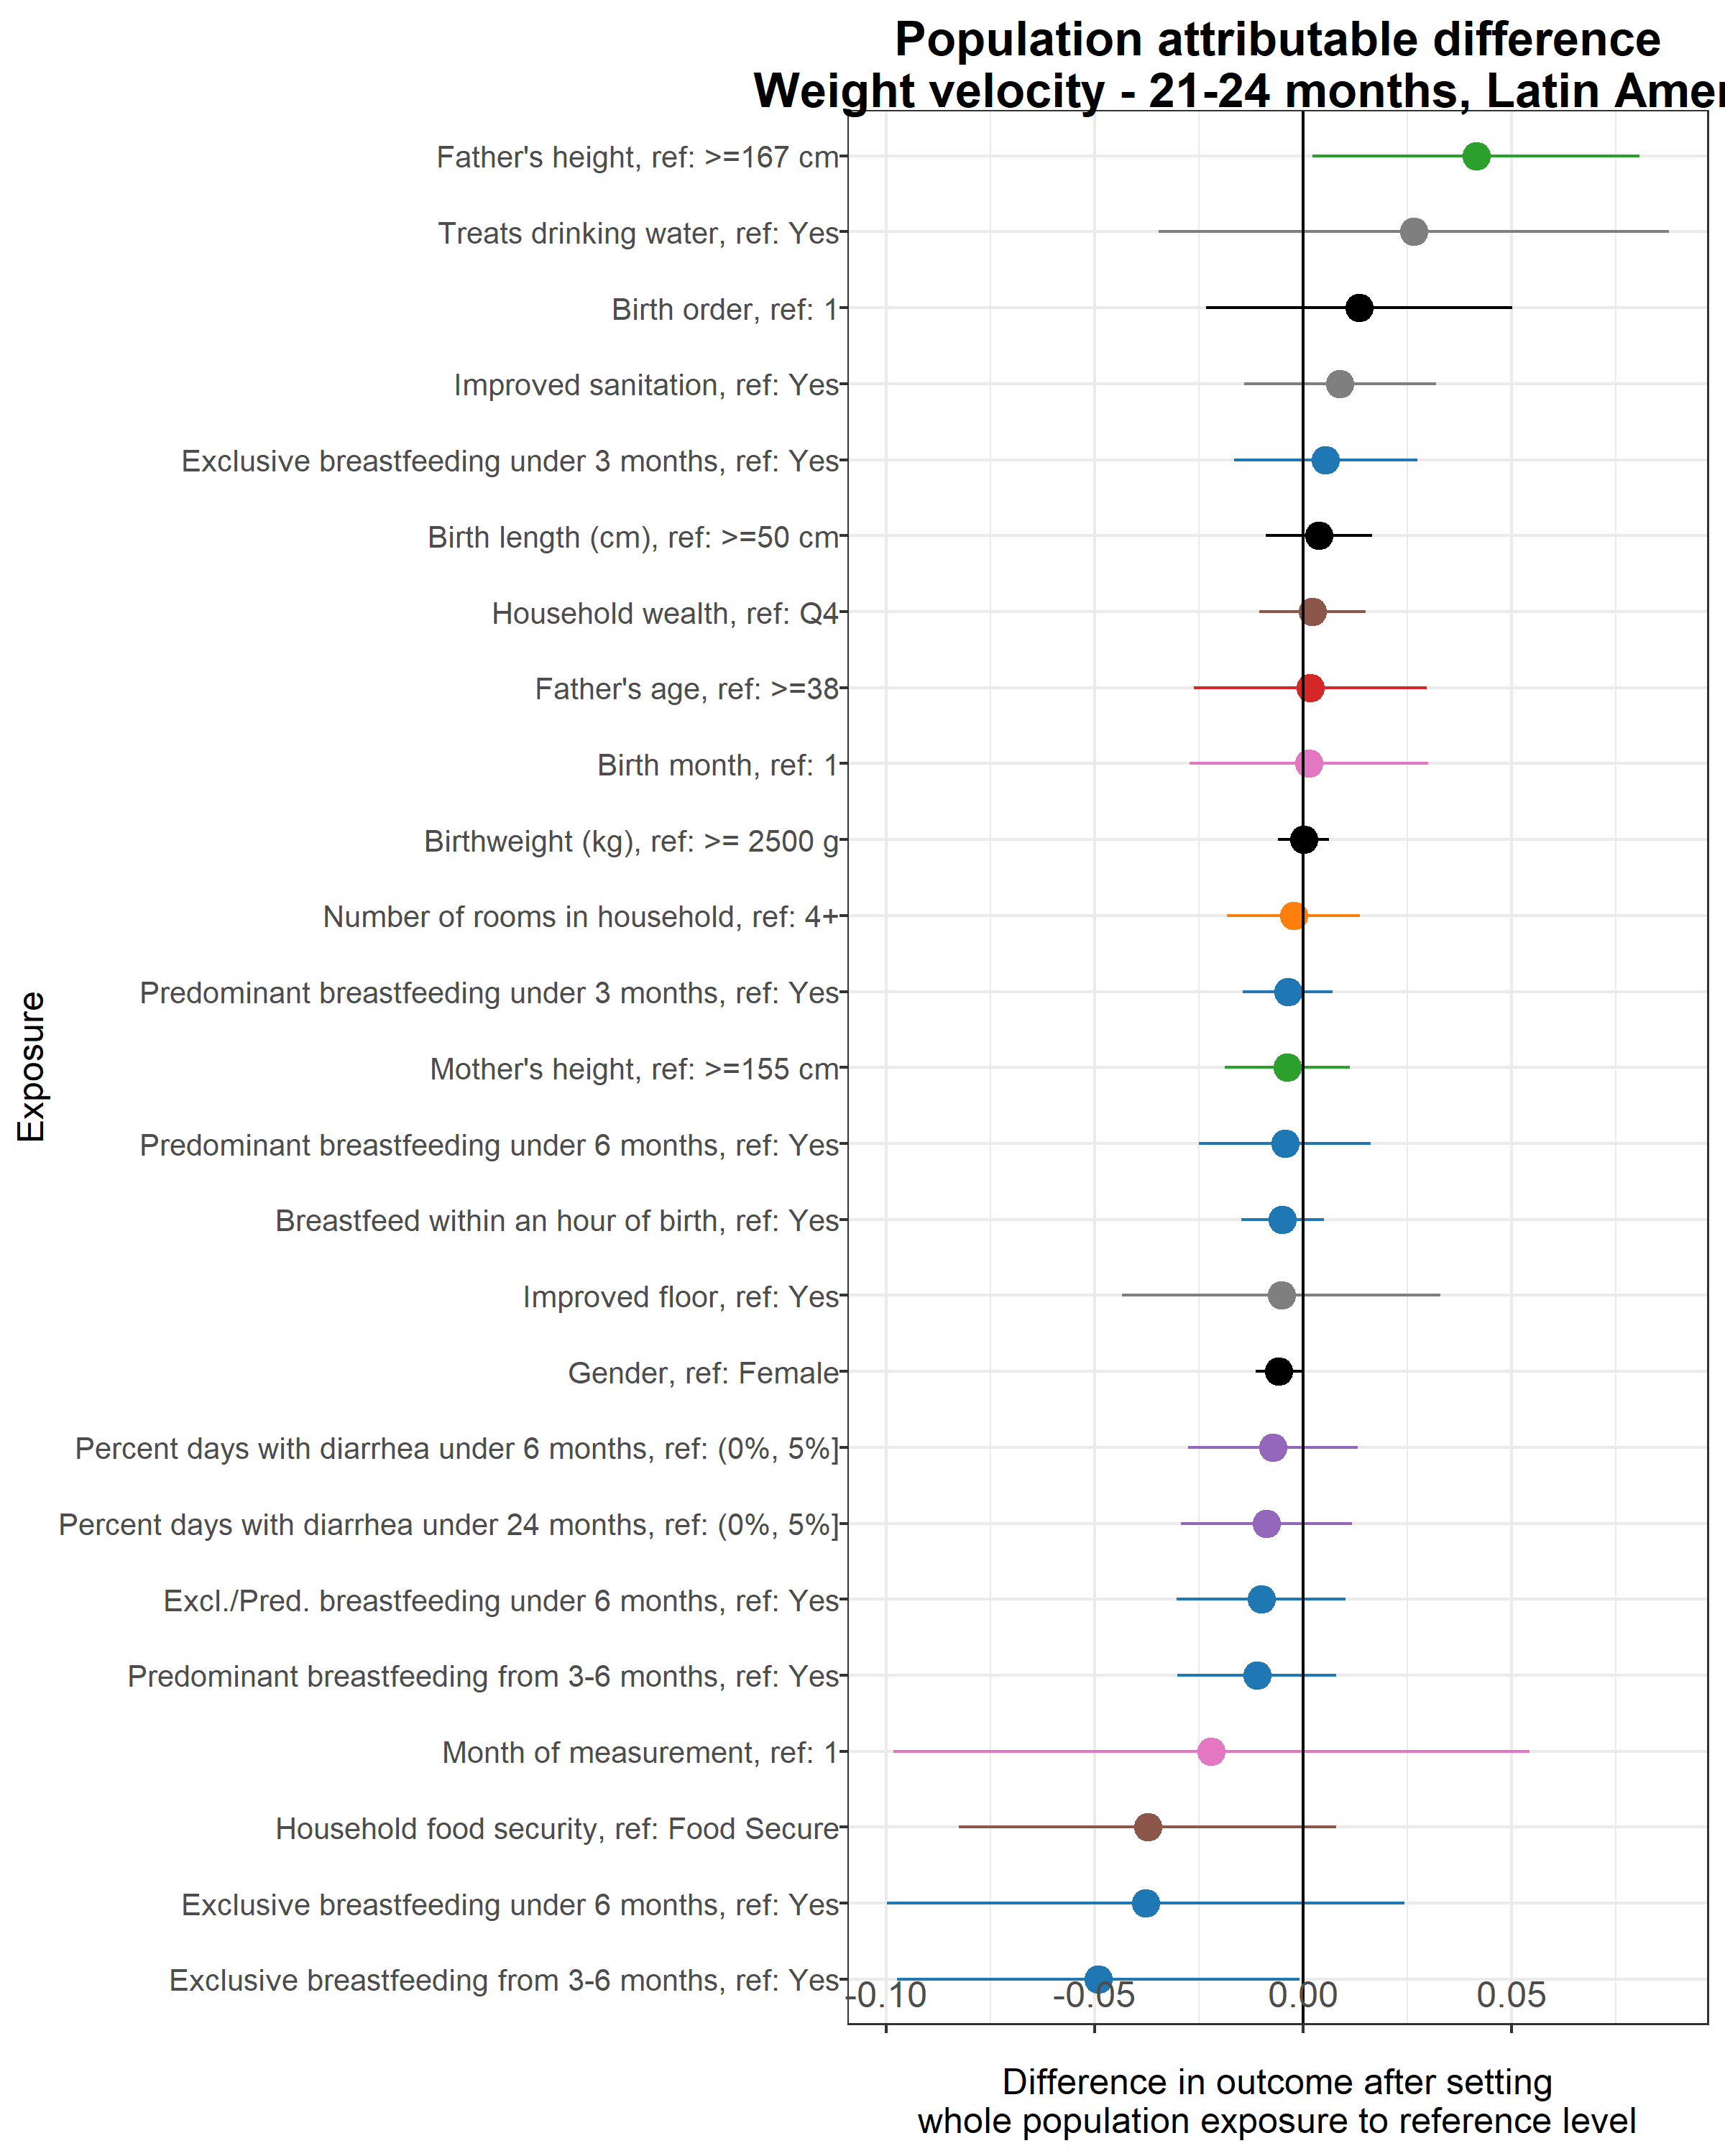 Population attributable difference
Weight velocity - 21-24 months, Latin Amer
Father's height, ref: >=167 cm
Treats drinking water, ref: Yes
Birth order, ref: 1
Improved sanitation, ref: Yes
Exclusive breastfeeding under 3 months, ref: Yes
Birth length (cm), ref: >=50 cm
Household wealth, ref: Q4
Father's age, ref: >=38
Birth month, ref: 1
Birthweight (kg), ref: >= 2500 g
Number of rooms in household, ref: 4+
Predominant breastfeeding under 3 months, ref: Yes
Mother's height, ref: >=155 cm
Predominant breastfeeding under 6 months, ref: Yes
Breastfeed within an hour of birth, ref: Yes
Improved floor, ref: Yes
Gender, ref: Female
Percent days with diarrhea under 6 months, ref: (0%, 5%]
Percent days with diarrhea under 24 months, ref: (0%, 5%]
Excl./Pred. breastfeeding under 6 months, ref: Yes
Predominant breastfeeding from 3-6 months, ref: Yes
Month of measurement, ref: 1
Household food security, ref: Food Secure
Exclusive breastfeeding under 6 months, ref: Yes
Exclusive breastfeeding from 3-6 months, ref: Yes
Exposure
-0.10 -0.05 0.00 0.05
Difference in outcome after setting
whole population exposure to reference level